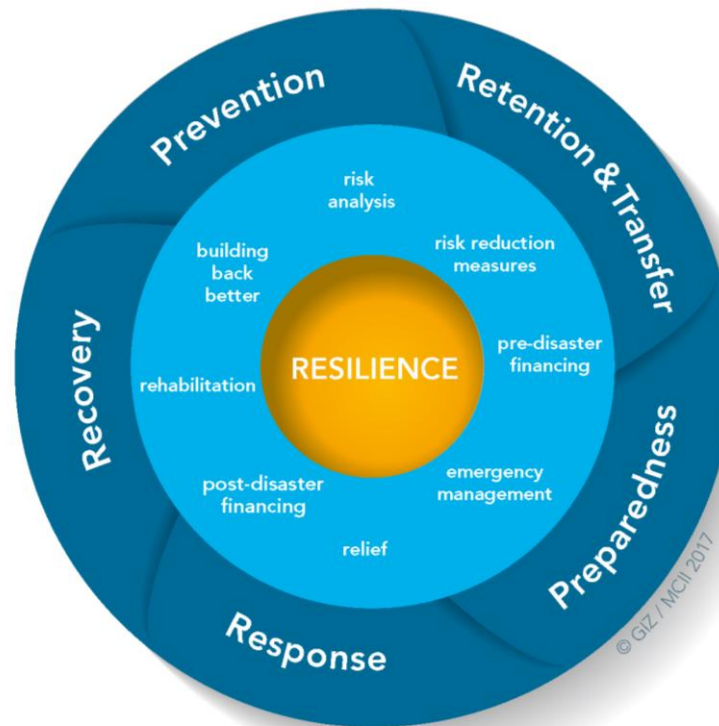 Prevention
Retention & Transfer
Preparedness
Response
Recovery
risk
analysis
risk reduction
measures
pre-disaster
financing
emergency
management
relief
post-disaster
financing
rehabilitation
building
back
better
RESILIENCE
© GIZ / MCII 2017